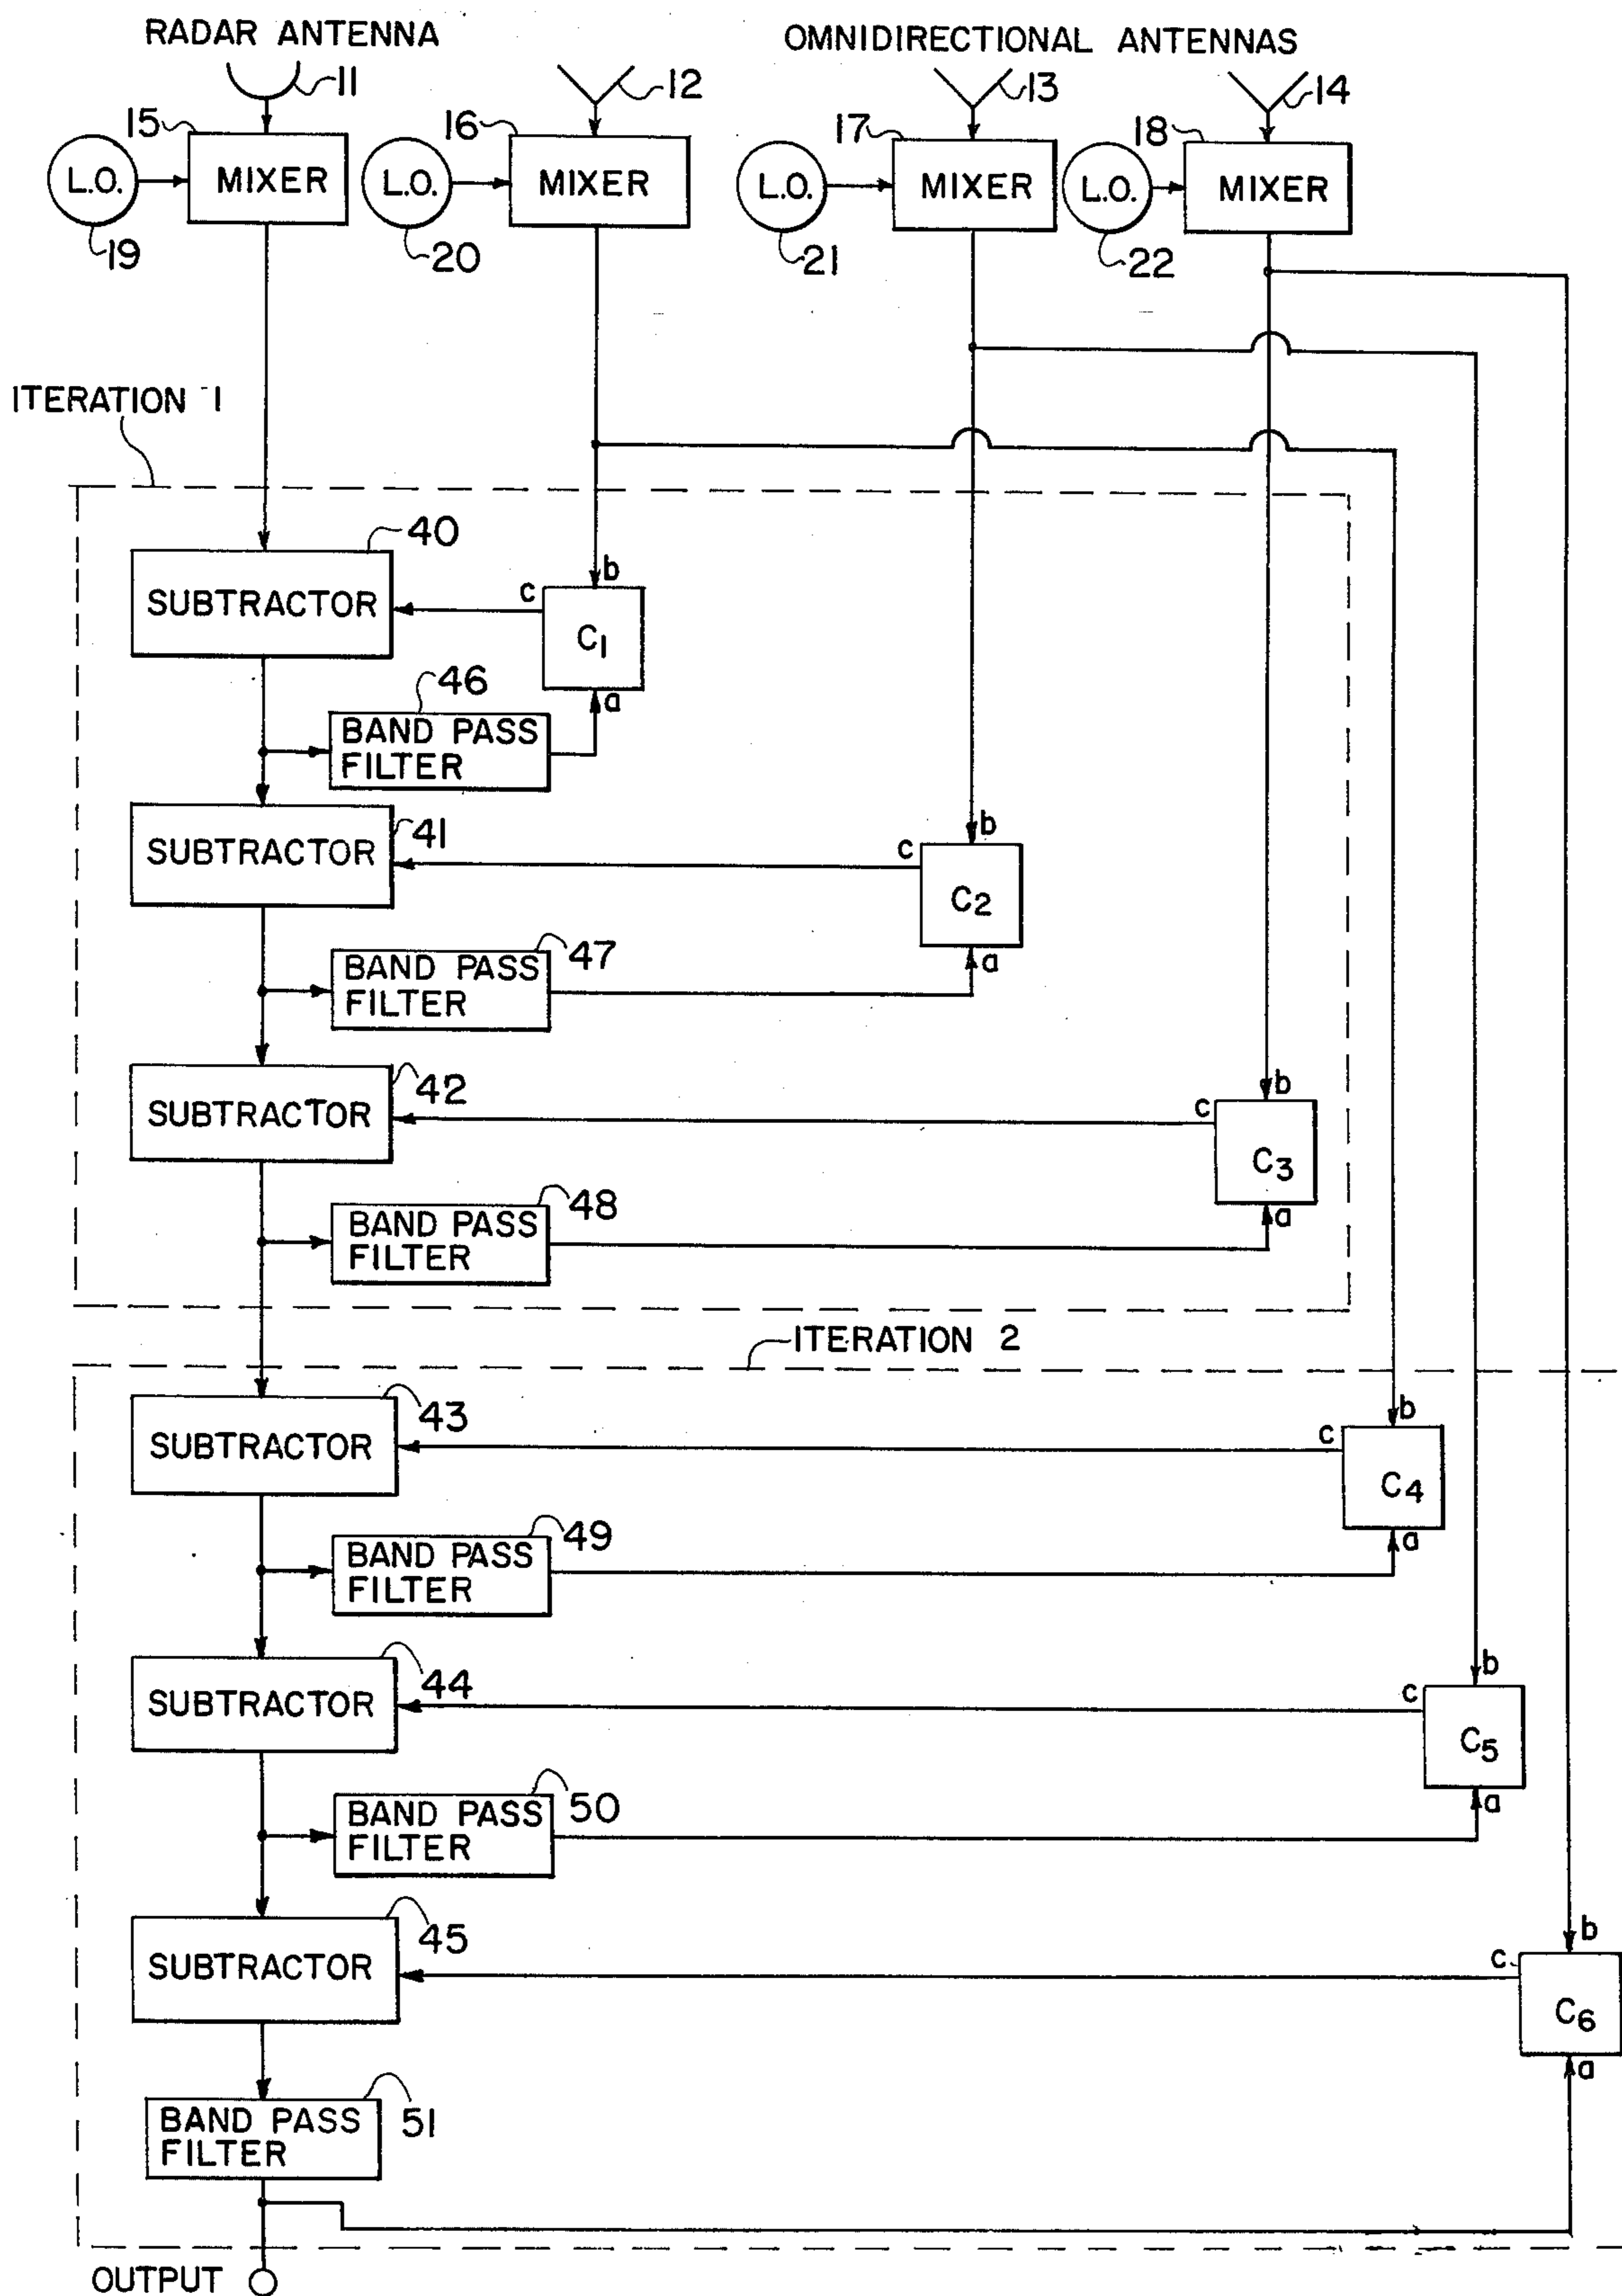 RADAR ANTENNA
OMNIDIRECTIONAL ANTENNAS
11
12
13
14
15
16
17
18
L.O.
MIXER
L.O.
MIXER
L.O.
MIXER
L.O.
MIXER
19
20
21
22
ITERATION 1
40
SUBTRACTOR
c
b
C1
a
46
BAND PASS
FILTER
41
SUBTRACTOR
c
b
C2
a
47
BAND PASS
FILTER
42
SUBTRACTOR
c
b
C3
a
48
BAND PASS
FILTER
ITERATION 2
43
SUBTRACTOR
c
b
C4
a
49
BAND PASS
FILTER
44
SUBTRACTOR
c
b
C5
a
50
BAND PASS
FILTER
45
SUBTRACTOR
c
b
C6
a
51
BAND PASS
FILTER
OUTPUT